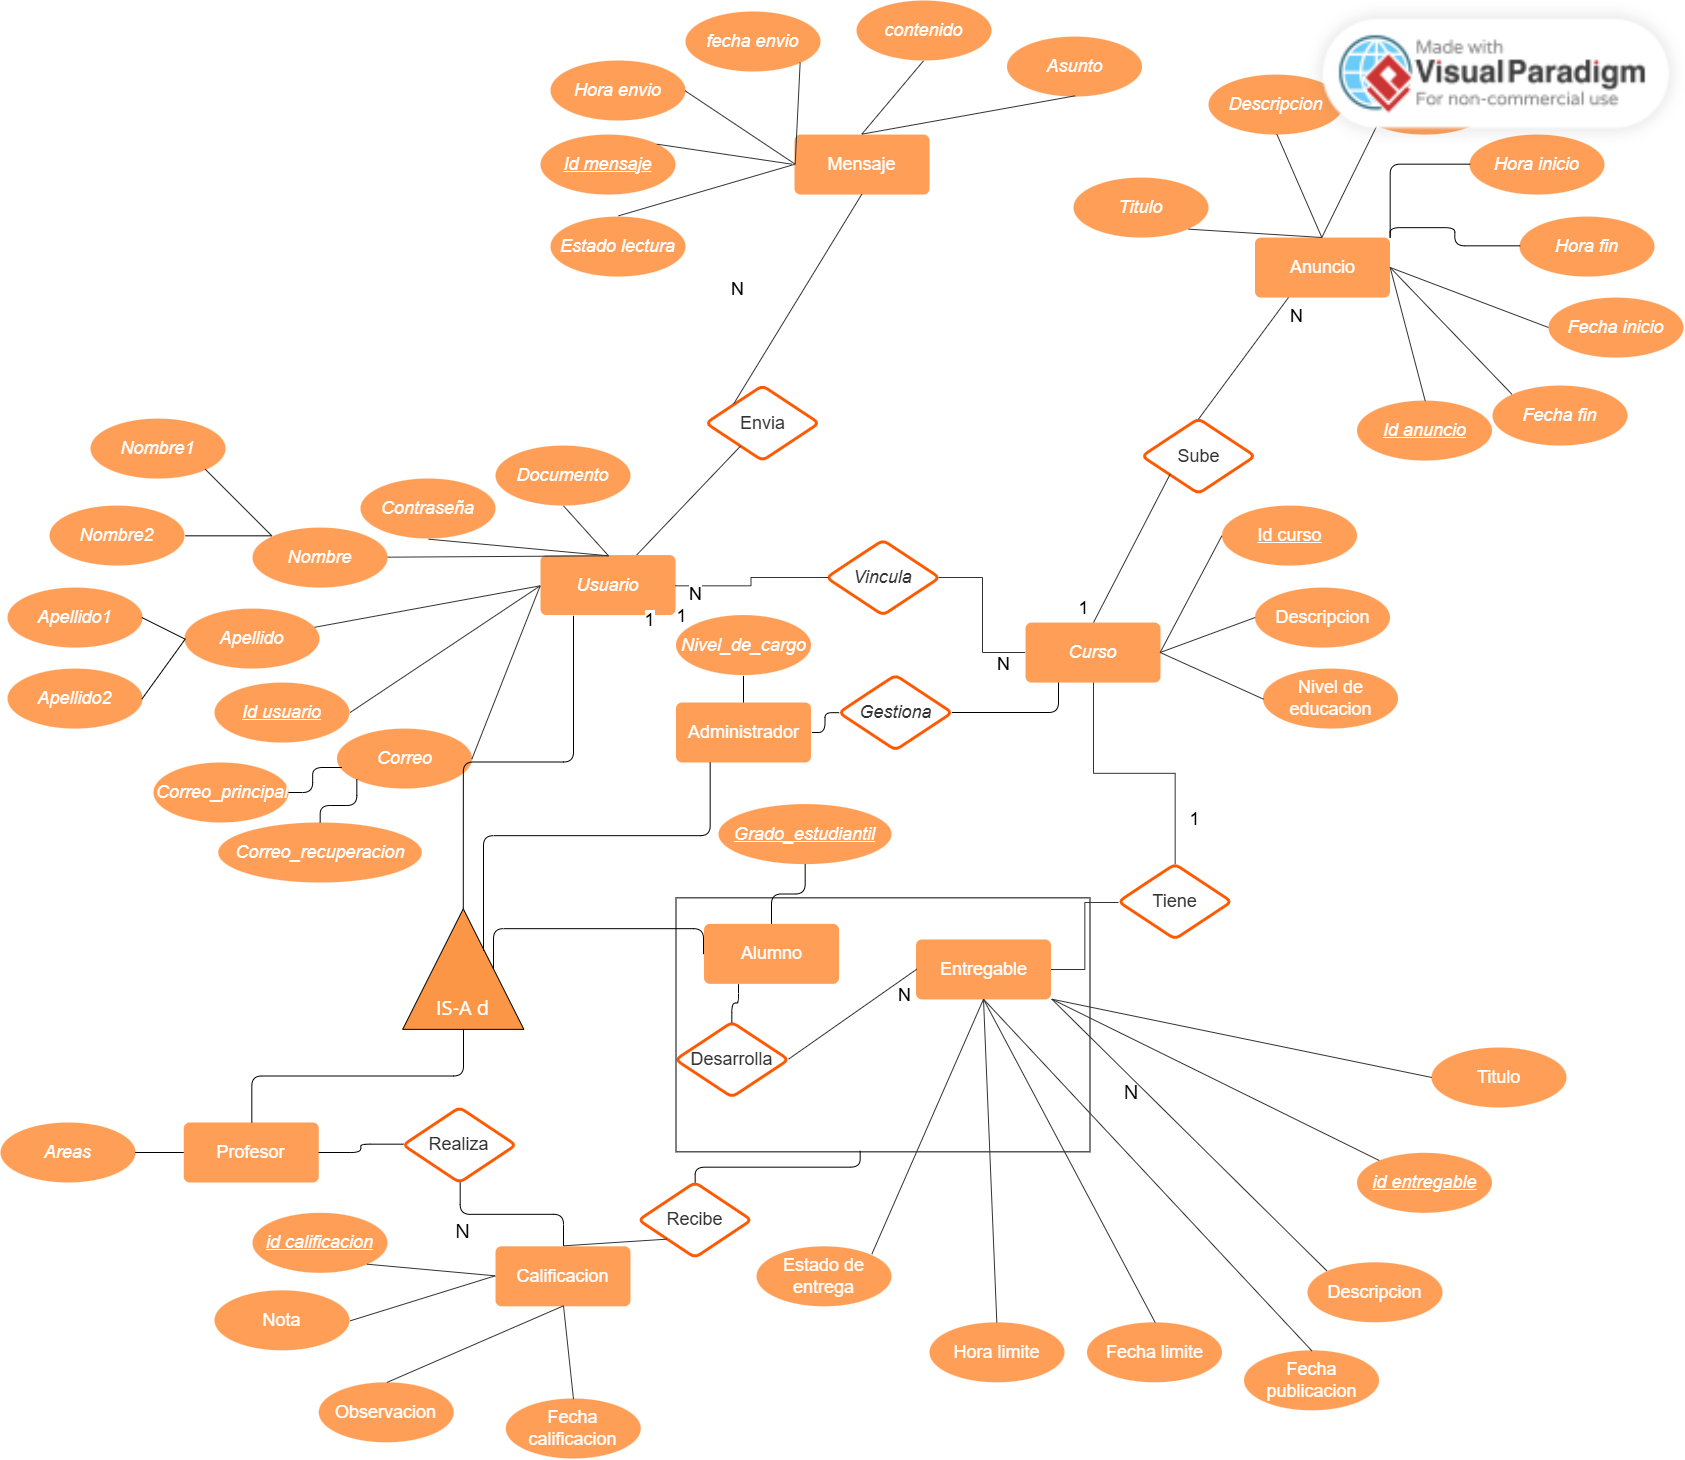 fecha envio
contenido
Asunto
Hora envio
Id mensaje
Estado lectura
Mensaje
Made with
Visual Paradigm
For non-commercial use
Descripcion
Hora inicio
Titulo
Hora fin
Anuncio
Fecha inicio
Fecha fin
Id anuncio
N
N
Envia
Sube
Nombre1
Nombre2
Nombre
Contraseña
Documento
Usuario
N
1
1
Vincula
Id curso
Descripcion
Nivel de
educacion
1
Curso
N
Apellido1
Apellido
Apellido2
Id usuario
Correo
Correo_principal
Correo_recuperacion
Nivel_de_cargo
Administrador
Gestiona
1
Tiene
Grado_estudiantil
Alumno
Entregable
N
Desarrolla
IS-A d
Areas
Profesor
Realiza
N
Recibe
N
Titulo
id entregable
Descripcion
Fecha
publicacion
Fecha limite
Hora limite
Estado de
entrega
id calificacion
Calificacion
Nota
Observacion
Fecha
calificacion